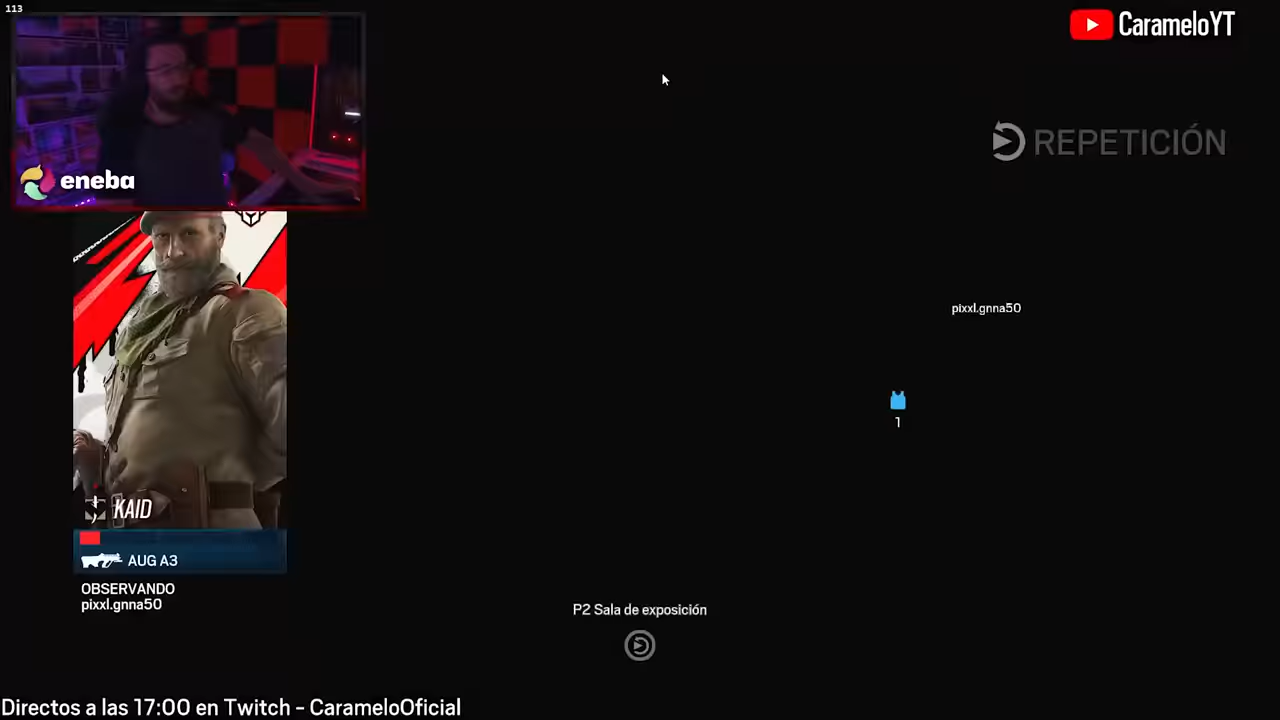 113
CarameloYT
REPETICIÓN
eneba
pixxl.gnna50
1
KAID
AUG A3
OBSERVANDO
pixxl.gnna50
P2 Sala de exposición
Directos a las 17:00 en Twitch - CarameloOficial